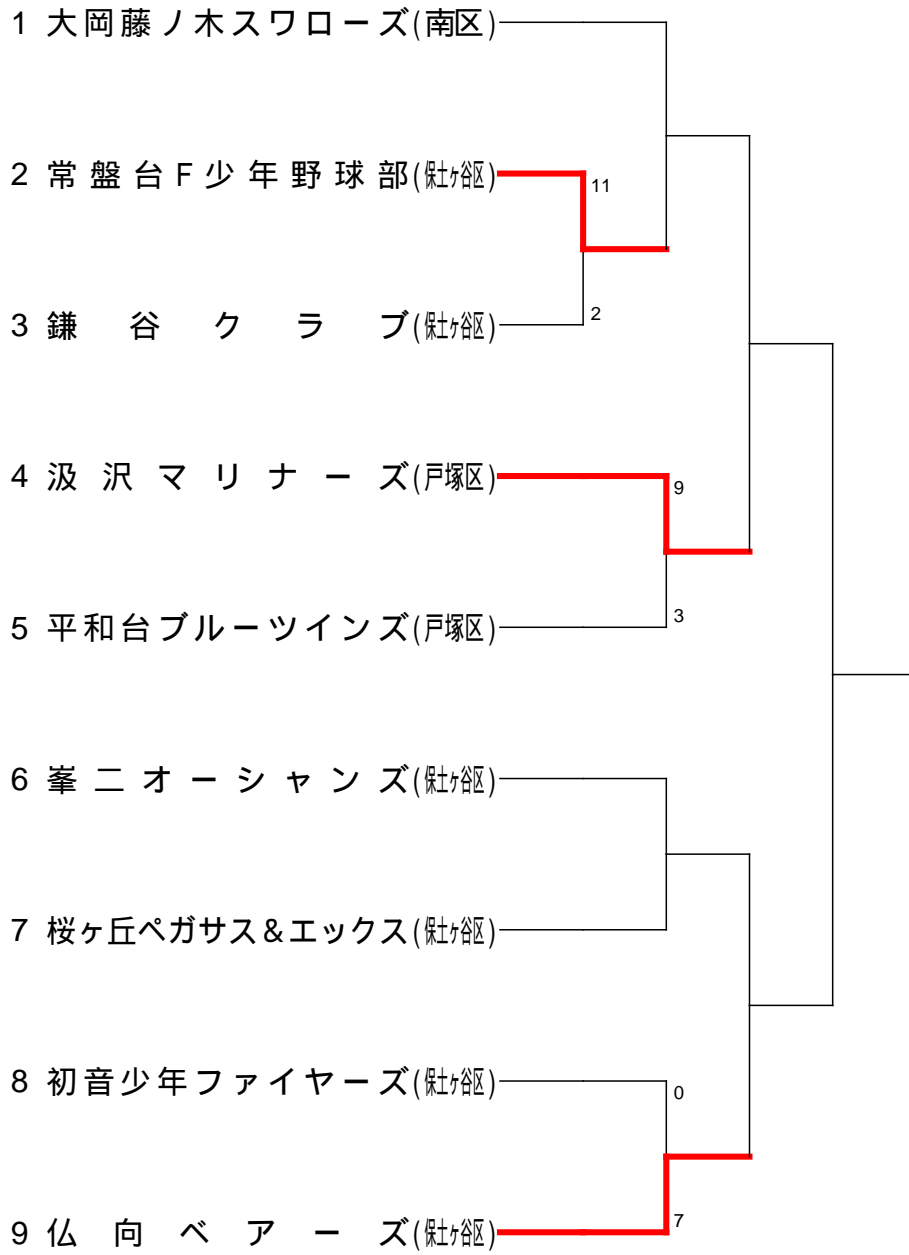 1 大岡藤ノ木スワローズ(南区)
2 常盤台F少年野球部(保土ヶ谷区)
11
3 鎌谷クラブ(保土ヶ谷区)
2
4 汲沢マリナーズ(戸塚区)
9
5 平和台ブルーツインズ(戸塚区)
3
6 峯二オーシャンズ(保土ヶ谷区)
7 桜ヶ丘ペガサス&エックス(保土ヶ谷区)
8 初音少年ファイヤーズ(保土ヶ谷区)
0
9 仏向ベアーズ(保土ヶ谷区)
7